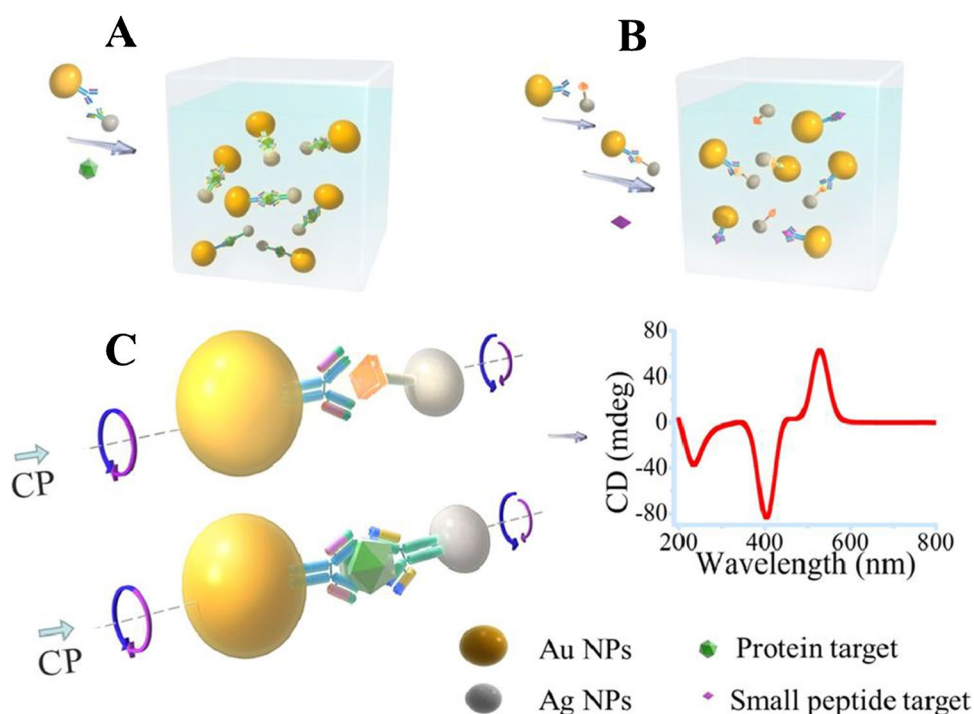 A
B
C
CP
CP
80
40
0
-40
-80
CD (mdeg)
200 400 600 800
Wavelength (nm)
Au NPs
Protein target
Ag NPs
Small peptide target